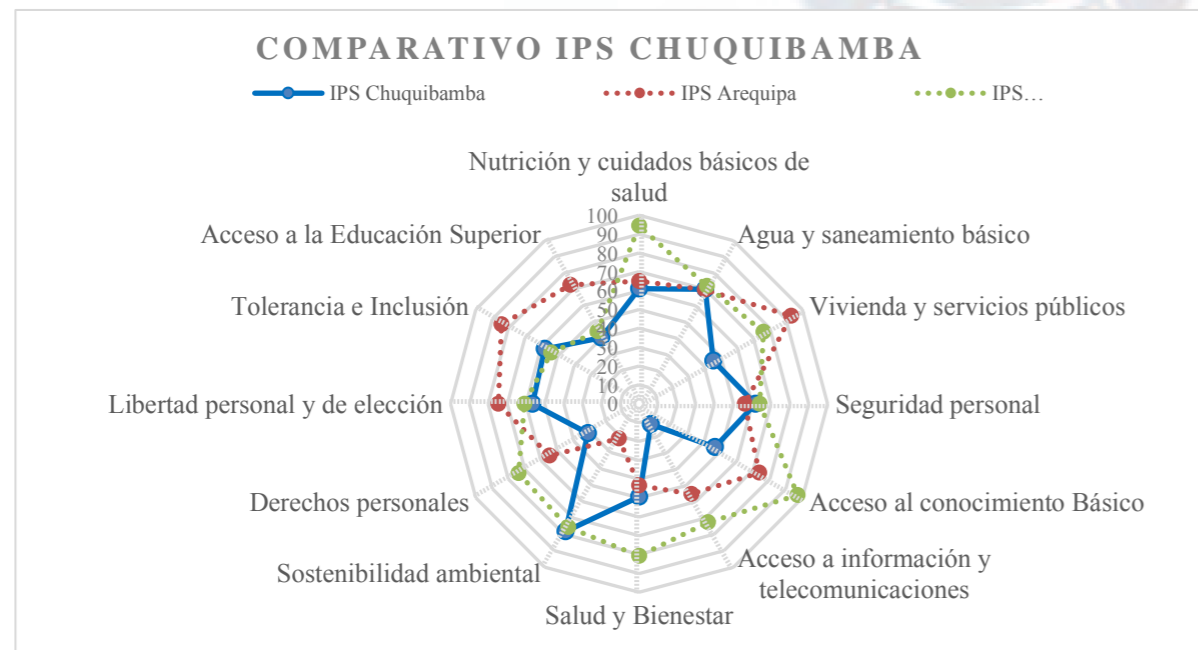 COMPARATIVO IPS CHUQUIBAMBA
IPS Chuquibamba
IPS Arequipa
IPS…
Nutrición y cuidados básicos de
salud
Agua y saneamiento básico
Vivienda y servicios públicos
Seguridad personal
Acceso al conocimiento Básico
Acceso a información y
telecomunicaciones
Salud y Bienestar
Sostenibilidad ambiental
Derechos personales
Libertad personal y de elección
Tolerancia e Inclusión
Acceso a la Educación Superior
100
90
80
70
60
50
40
30
20
10
0